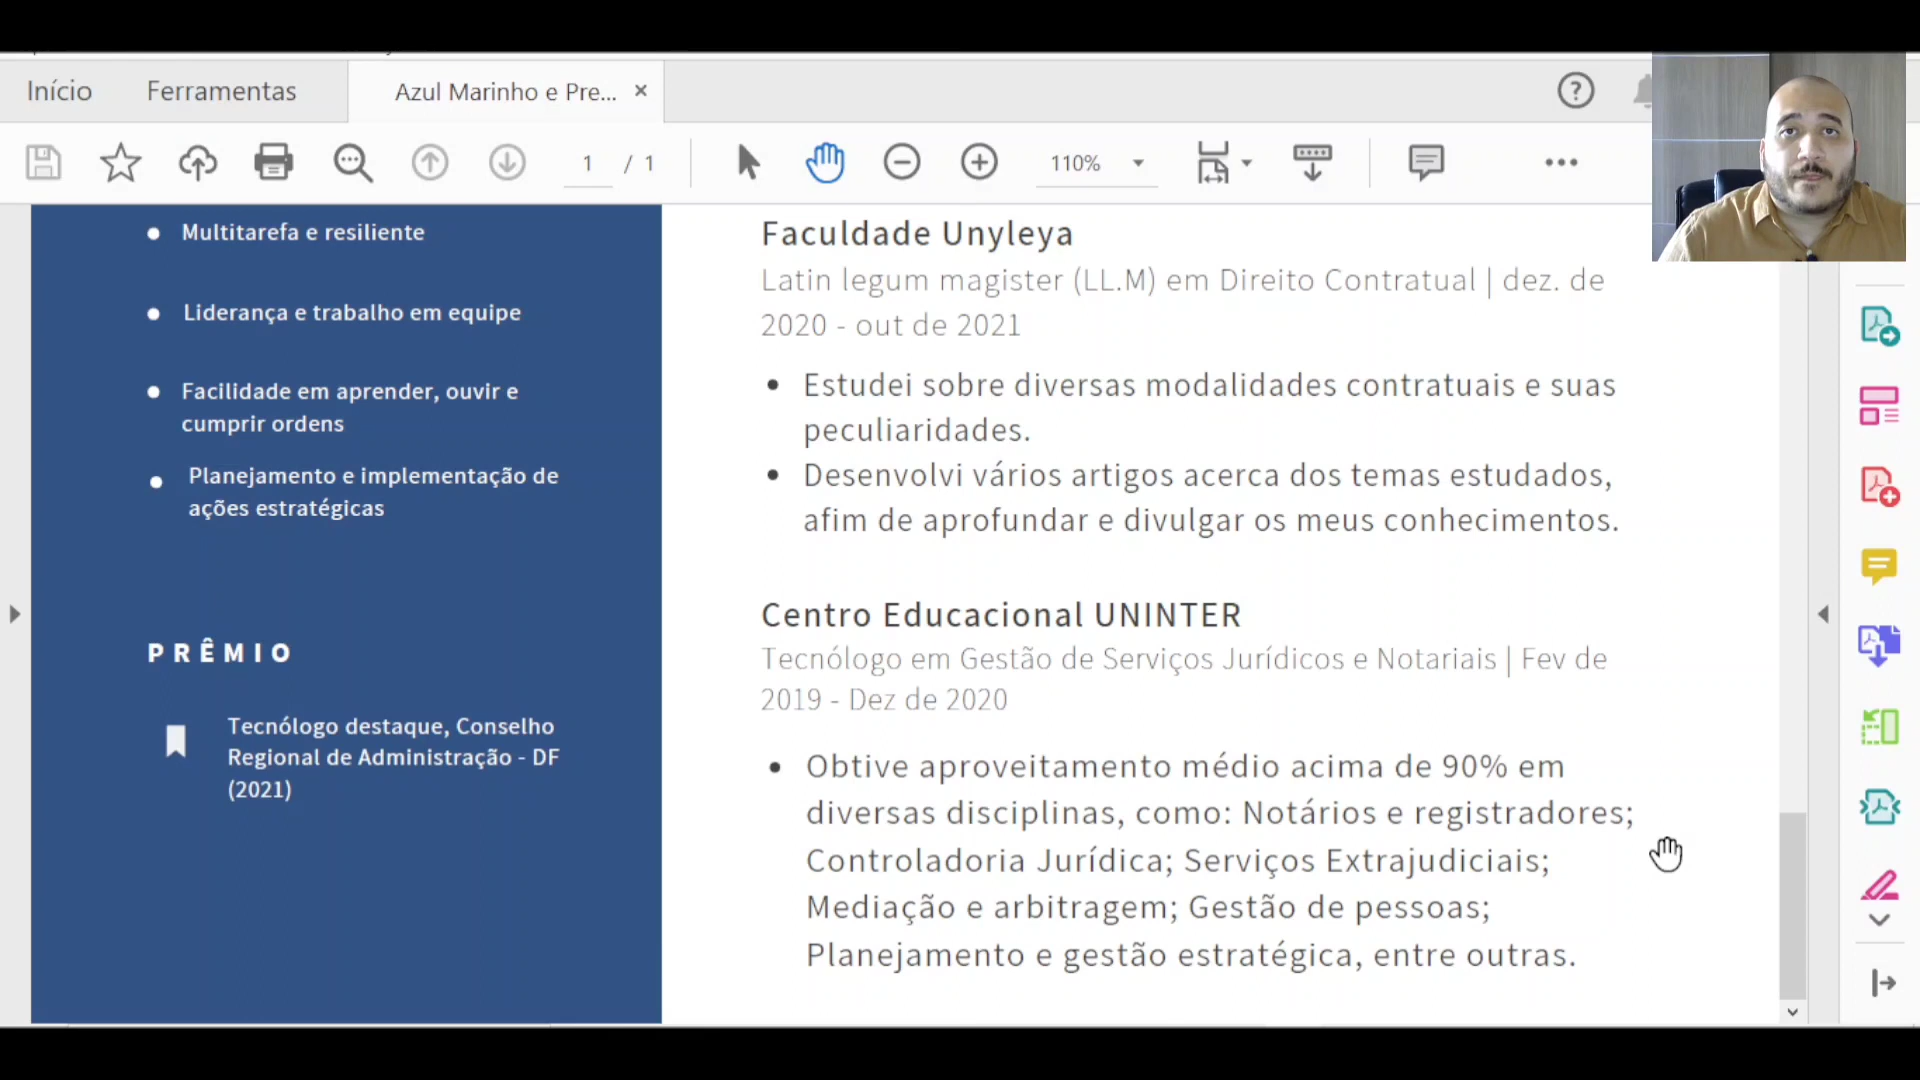 Início
Ferramentas
Azul Marinho e Pre... ×
?
1 / 1
110%
Multitarefa e resiliente
Liderança e trabalho em equipe
Facilidade em aprender, ouvir e
cumprir ordens
Planejamento e implementação de
ações estratégicas
PRÊMIO
Tecnólogo destaque, Conselho
Regional de Administração - DF
(2021)
Faculdade Unyleya
Latin legum magister (LL.M) em Direito Contratual | dez. de
2020 - out de 2021
• Estudei sobre diversas modalidades contratuais e suas
peculiaridades.
• Desenvolvi vários artigos acerca dos temas estudados,
afim de aprofundar e divulgar os meus conhecimentos.
Centro Educacional UNINTER
Tecnólogo em Gestão de Serviços Jurídicos e Notariais | Fev de
2019 - Dez de 2020
• Obtive aproveitamento médio acima de 90% em
diversas disciplinas, como: Notários e registradores;
Controladoria Jurídica; Serviços Extrajudiciais;
Mediação e arbitragem; Gestão de pessoas;
Planejamento e gestão estratégica, entre outras.